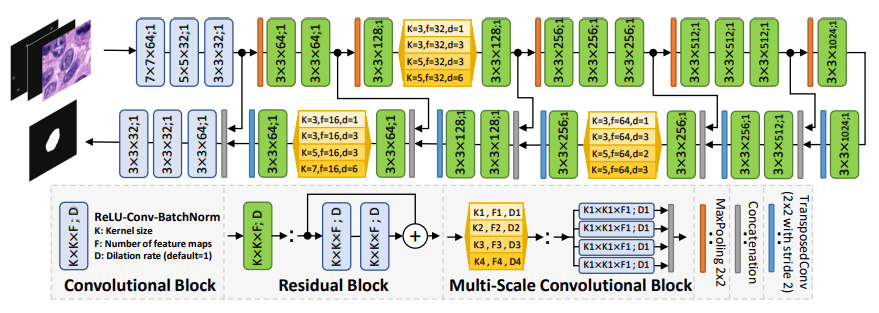 7×7×64;1
5×5×32;1
3×3×32;1
3×3×64;1
3×3×64;1
3×3×128;1
K=3,f=32,d=1
K=3,f=32,d=3
K=5,f=32,d=3
K=5,f=32,d=6
3×3×128;1
3×3×256;1
3×3×256;1
3×3×256;1
3×3×512;1
3×3×512;1
3×3×512;1
3×3×1024;1
3×3×32;1
3×3×32;1
3×3×64;1
3×3×64;1
K=3,f=16,d=1
K=3,f=16,d=3
K=5,f=16,d=3
K=7,f=16,d=6
3×3×64;1
3×3×128;1
3×3×128;1
3×3×256;1
K=3,f=64,d=1
K=3,f=64,d=3
K=5,f=64,d=2
K=5,f=64,d=3
3×3×256;1
3×3×256;1
3×3×512;1
3×3×1024;1
K×K×F; D
ReLU-Conv-BatchNorm
K: Kernel size
F: Number of feature maps
D: Dilation rate (default=1)
Convolutional Block
K×K×F; D
:
K×K×F; D
K×K×F; D
+
Residual Block
K1, F1, D1
K2, F2, D2
K3, F3, D3
K4, F4, D4
:
K1×K1×F1; D1
K1×K1×F1; D1
K1×K1×F1; D1
K1×K1×F1; D1
Multi-Scale Convolutional Block
:
MaxPooling 2x2
:
Concatenation
:
TransposedConv
(2x2 with stride 2)